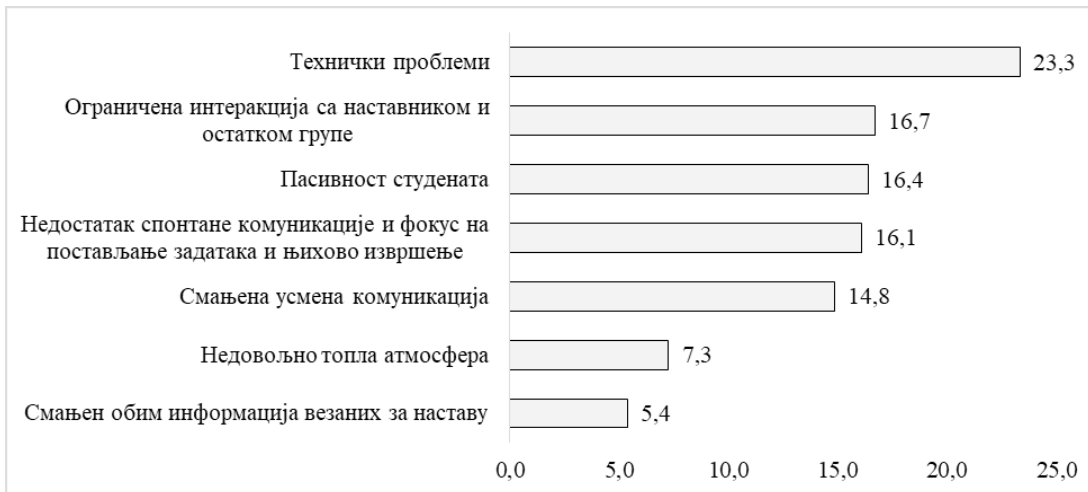 Технички проблеми
23,3
Ограничена интеракција са наставником и
остатком групе
16,7
Пасивност студената
16,4
Недостатак спонтане комуникације и фокус на
постављање задатака и њихово извршење
16,1
Смањена усмена комуникација
14,8
Недовољно топла атмосфера
7,3
Смањен обим информација везаних за наставу
5,4
0,0 5,0 10,0 15,0 20,0 25,0